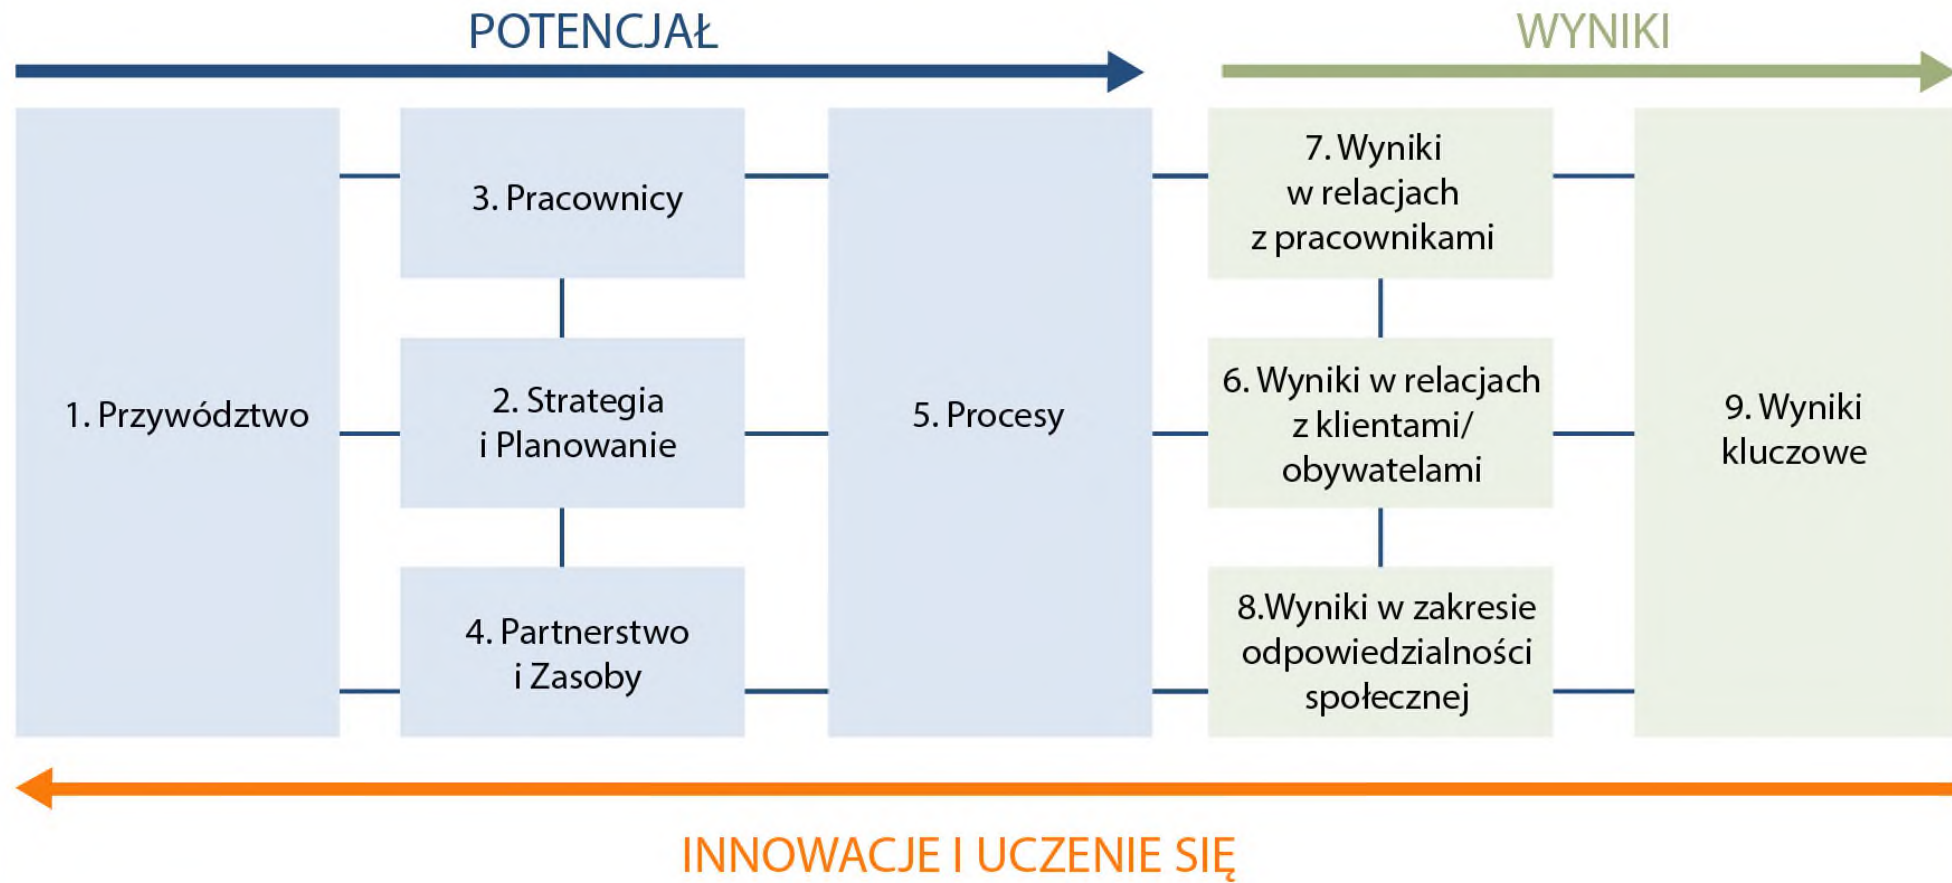 POTENCJAŁ
WYNIKI
1. Przywództwo
3. Pracownicy
2. Strategia
i Planowanie
4. Partnerstwo
i Zasoby
5. Procesy
7. Wyniki
w relacjach
z pracownikami
6. Wyniki w relacjach
z klientami/
obywatelami
8.Wyniki w zakresie
odpowiedzialności
społecznej
9. Wyniki
kluczowe
INNOWACJE I UCZENIE SIĘ